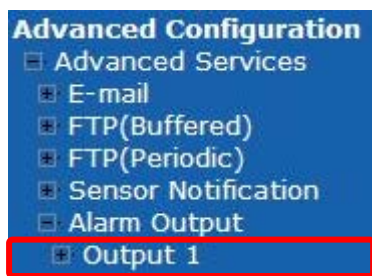 Advanced Configuration
Advanced Services
E-mail
FTP(Buffered)
FTP(Periodic)
Sensor Notification
Alarm Output
Output 1